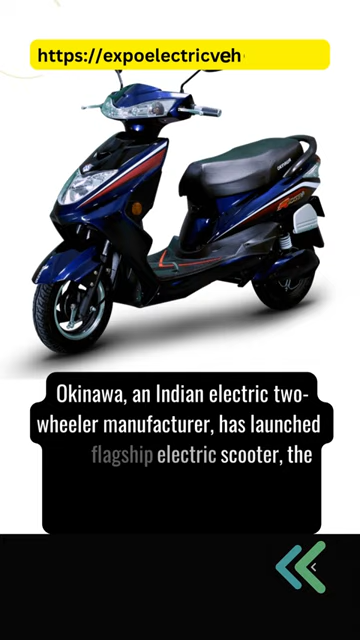 https://expoelectricveh
Okinawa, an Indian electric two-
wheeler manufacturer, has launched
flagship electric scooter, the